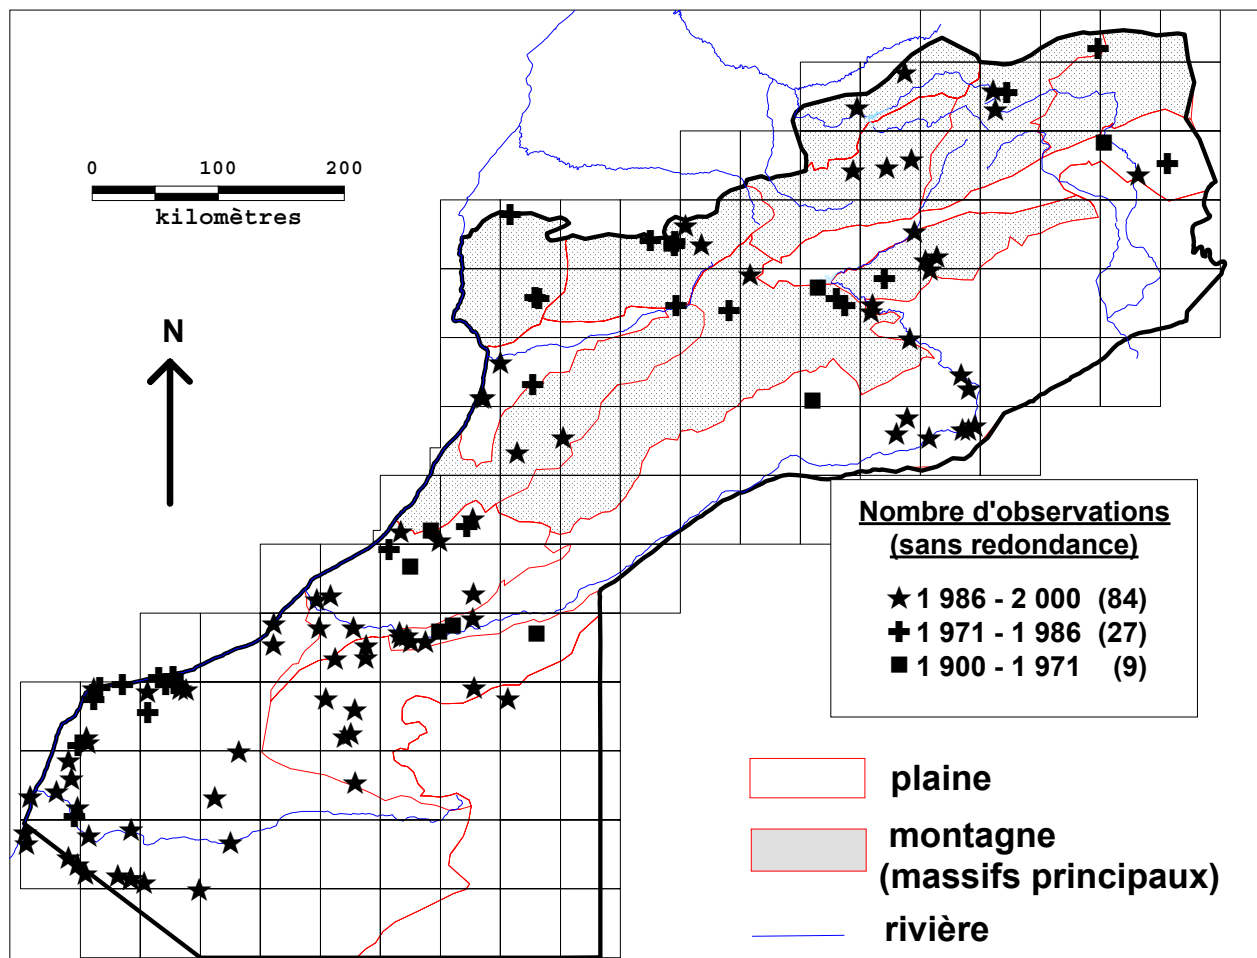 0 100 200
kilomètres
N
Nombre d'observations
(sans redondance)
1 986 - 2 000 (84)
1 971 - 1 986 (27)
1 900 - 1 971 (9)
plaine
montagne
(massifs principaux)
rivière